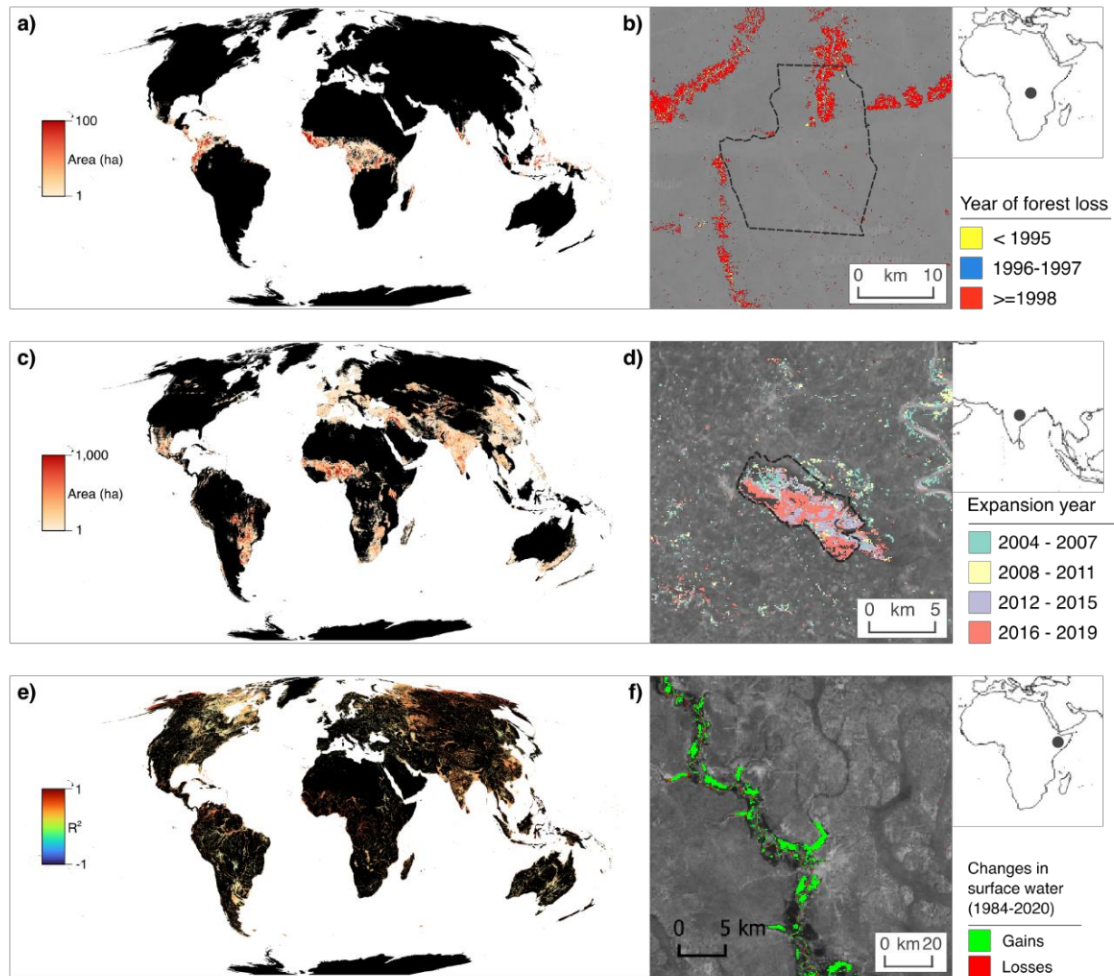 a)
100
Area (ha)
1
b)
0 km 10
Year of forest loss
< 1995
1996-1997
>=1998
c)
1,000
Area (ha)
1
d)
0 km 5
Expansion year
2004 - 2007
2008 - 2011
2012 - 2015
2016 - 2019
e)
1
R²
-1
f)
0 5 km
0 km 20
Changes in
surface water
(1984-2020)
Gains
Losses